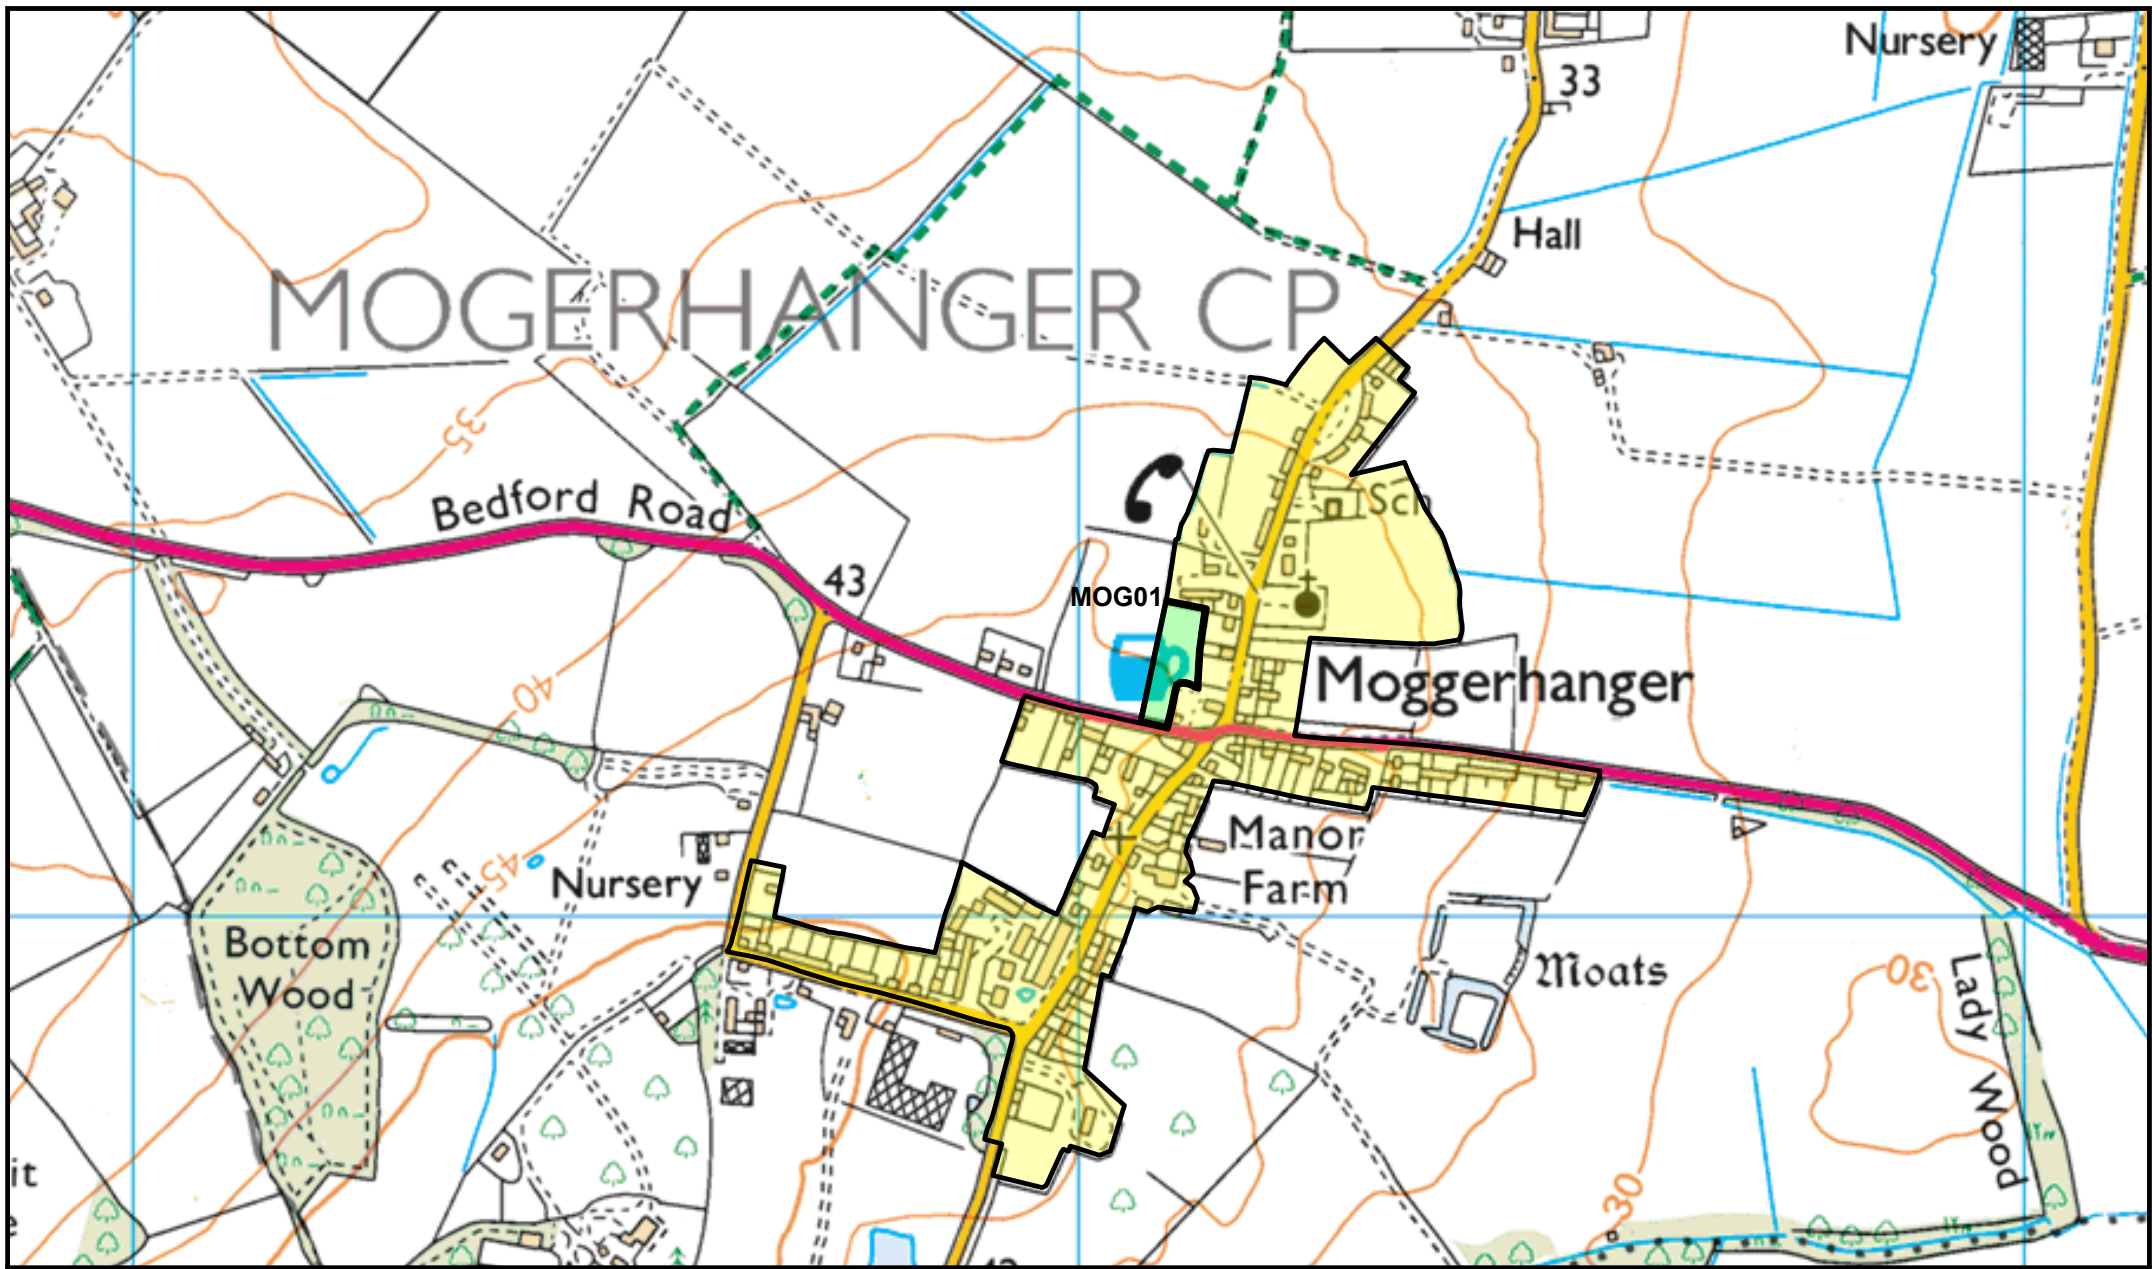 Nursery
33
Hall
MOGERHANGER CP
35
Bedford Road
Sch
43
MOG01
Moggerhanger
40
Manor
Farm
45
Nursery
Bottom
Wood
Moats
30
Lady Wood
30
it